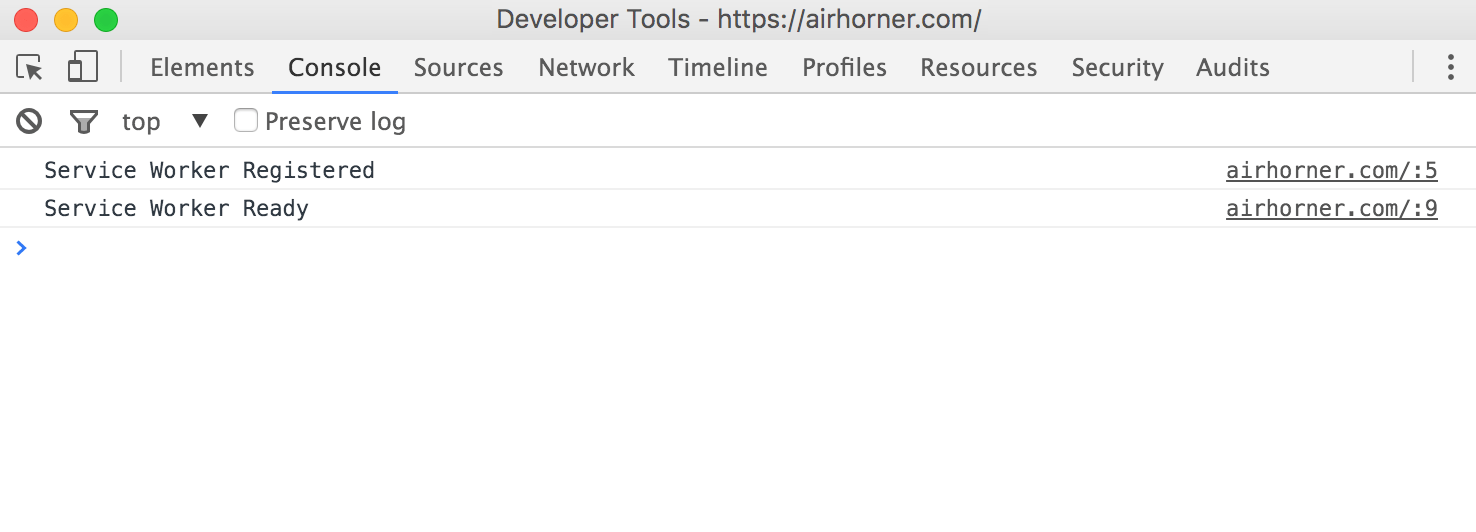 Developer Tools - https://airhorner.com/
Elements Console Sources Network Timeline Profiles Resources Security Audits
top Preserve log
Service Worker Registered airhorner.com/:5
Service Worker Ready airhorner.com/:9